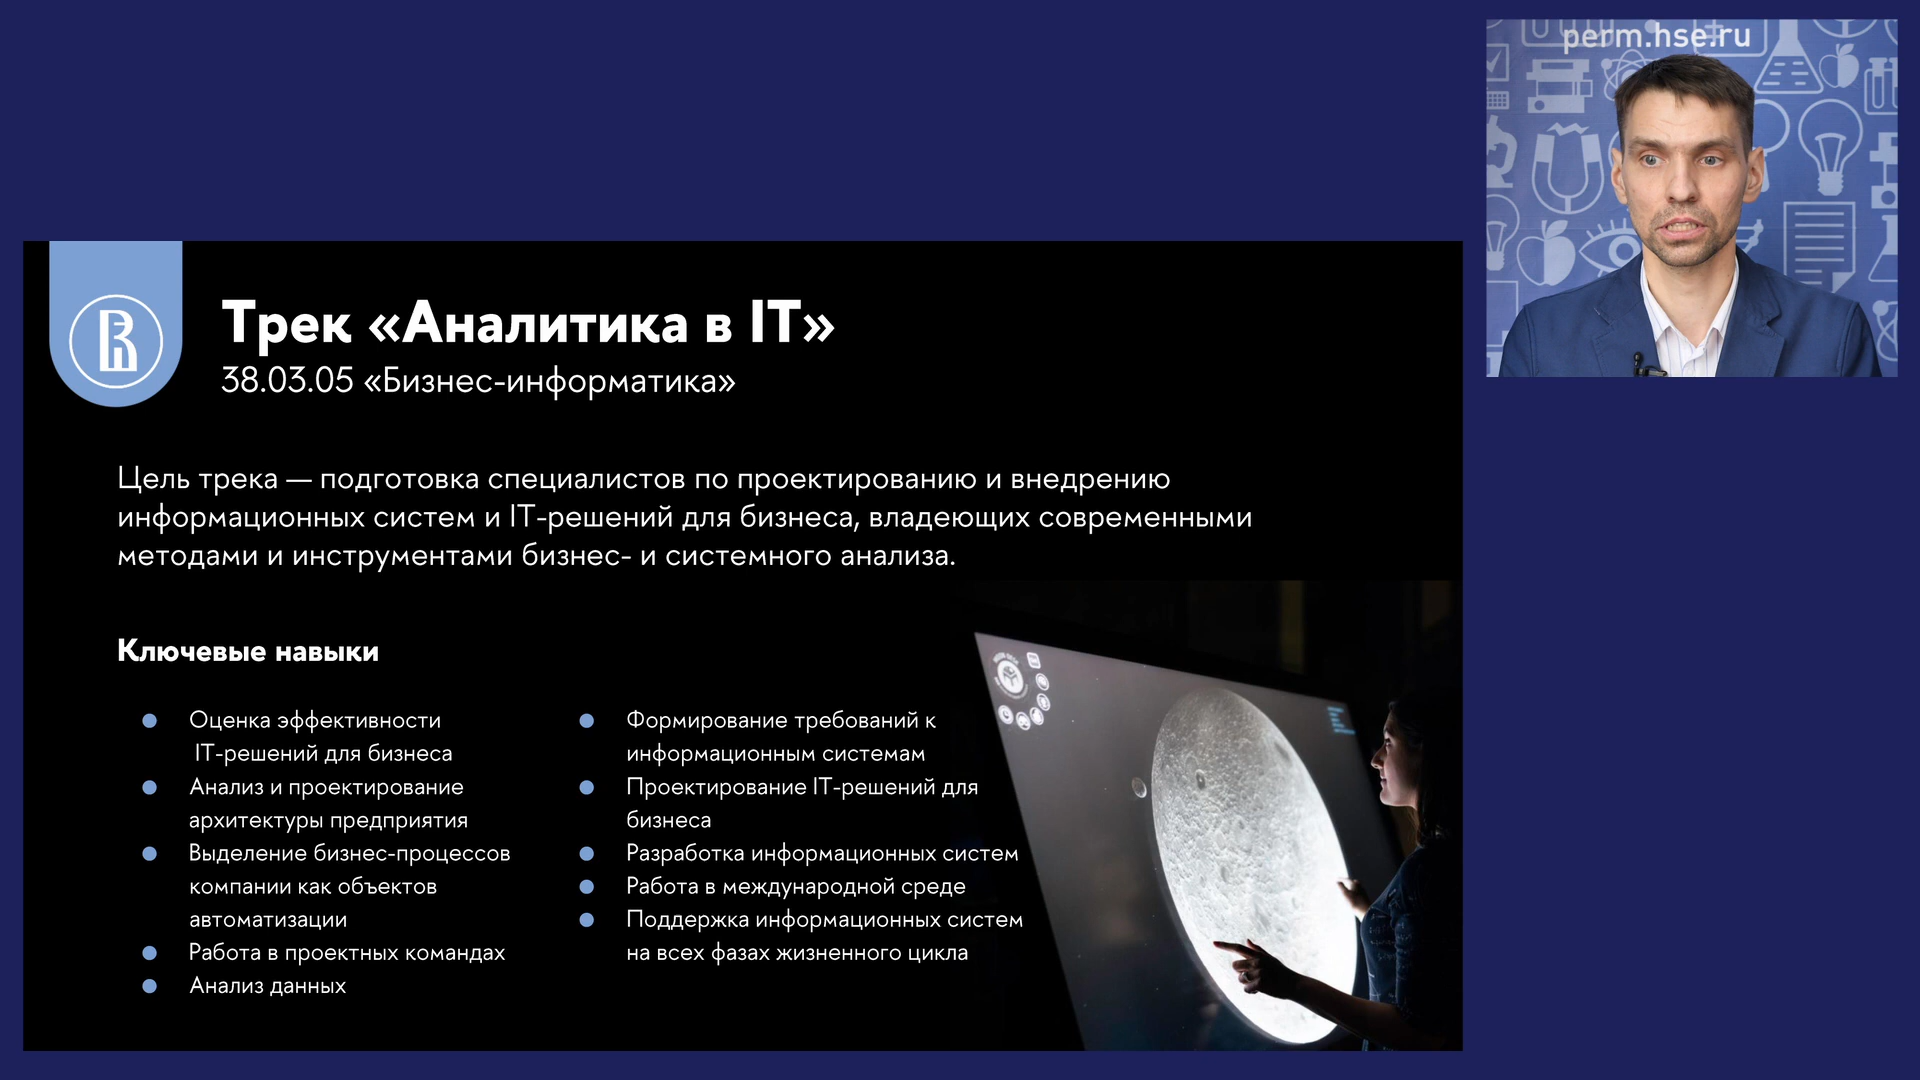 perm.hse.ru
Трек «Аналитика в IT»
38.03.05 «Бизнес-информатика»
Цель трека — подготовка специалистов по проектированию и внедрению
информационных систем и IT-решений для бизнеса, владеющих современными
методами и инструментами бизнес- и системного анализа.
Ключевые навыки
Оценка эффективности
IT-решений для бизнеса
Анализ и проектирование
архитектуры предприятия
Выделение бизнес-процессов
компании как объектов
автоматизации
Работа в проектных командах
Анализ данных
Формирование требований к
информационным системам
Проектирование IT-решений для
бизнеса
Разработка информационных систем
Работа в международной среде
Поддержка информационных систем
на всех фазах жизненного цикла